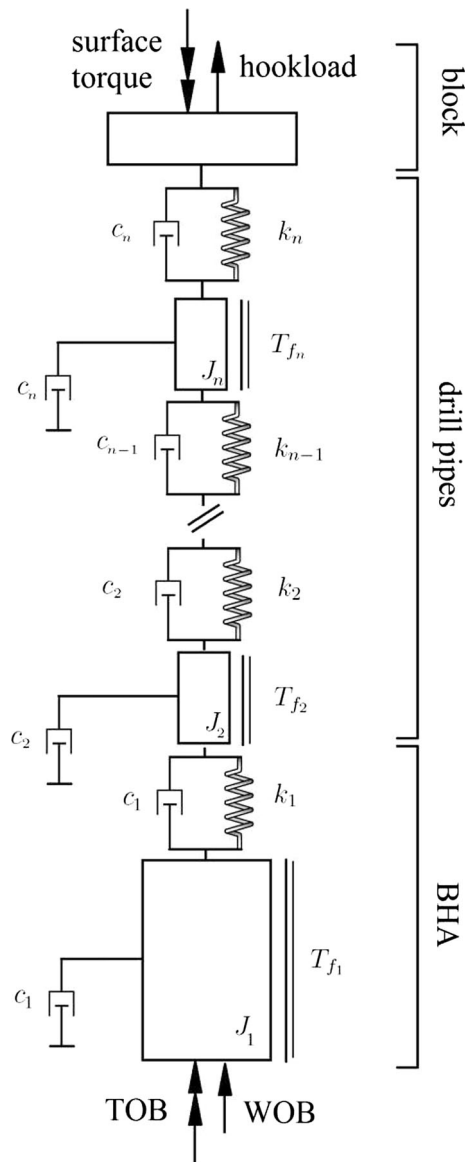 surface
torque
hookload
block
c_n
k_n
T_{f_n}
J_n
c_n
c_{n-1}
k_{n-1}
drill pipes
c_2
k_2
T_{f_2}
J_2
c_2
c_1
k_1
BHA
T_{f_1}
c_1
J_1
TOB
WOB